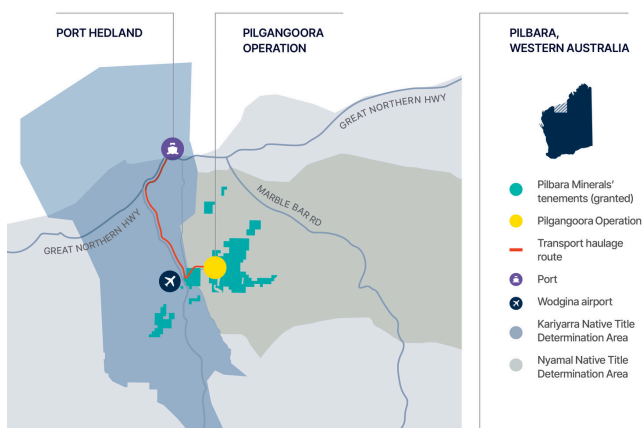 PORT HEDLAND
PILGANGOORA
OPERATION
PILBARA,
WESTERN AUSTRALIA
GREAT NORTHERN HWY
MARBLE BAR RD
GREAT NORTHERN HWY
Pilbara Minerals'
tenements (granted)
Pilgangoora Operation
Transport haulage
route
Port
Wodgina airport
Kariyarra Native Title
Determination Area
Nyamal Native Title
Determination Area